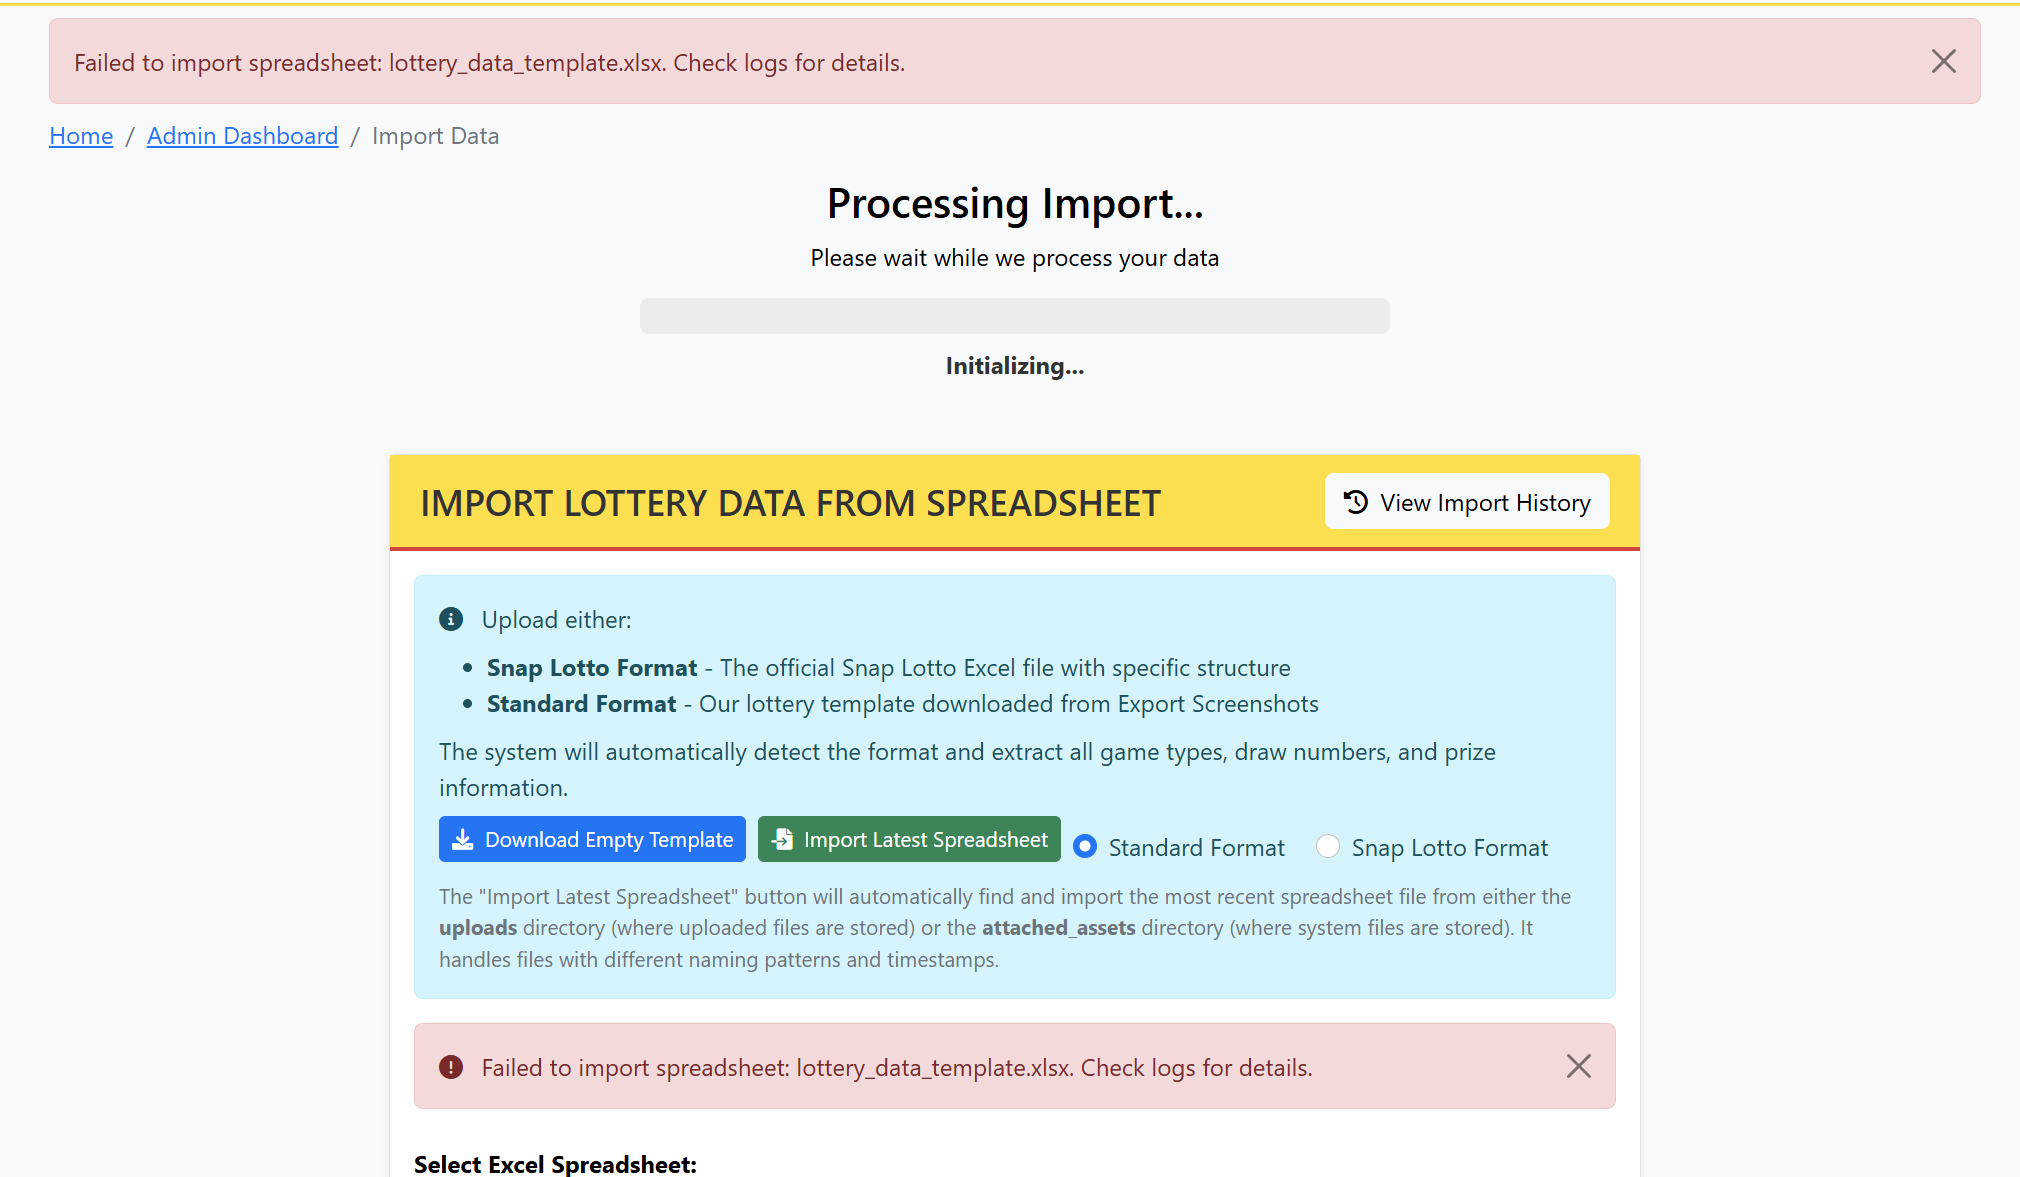 Failed to import spreadsheet: lottery_data_template.xlsx. Check logs for details.
Home / Admin Dashboard / Import Data
Processing Import...
Please wait while we process your data
Initializing...
IMPORT LOTTERY DATA FROM SPREADSHEET
View Import History
Upload either:
Snap Lotto Format - The official Snap Lotto Excel file with specific structure
Standard Format - Our lottery template downloaded from Export Screenshots
The system will automatically detect the format and extract all game types, draw numbers, and prize
information.
Download Empty Template Import Latest Spreadsheet Standard Format Snap Lotto Format
The "Import Latest Spreadsheet" button will automatically find and import the most recent spreadsheet file from either the
uploads directory (where uploaded files are stored) or the attached_assets directory (where system files are stored). It
handles files with different naming patterns and timestamps.
Failed to import spreadsheet: lottery_data_template.xlsx. Check logs for details.
Select Excel Spreadsheet: